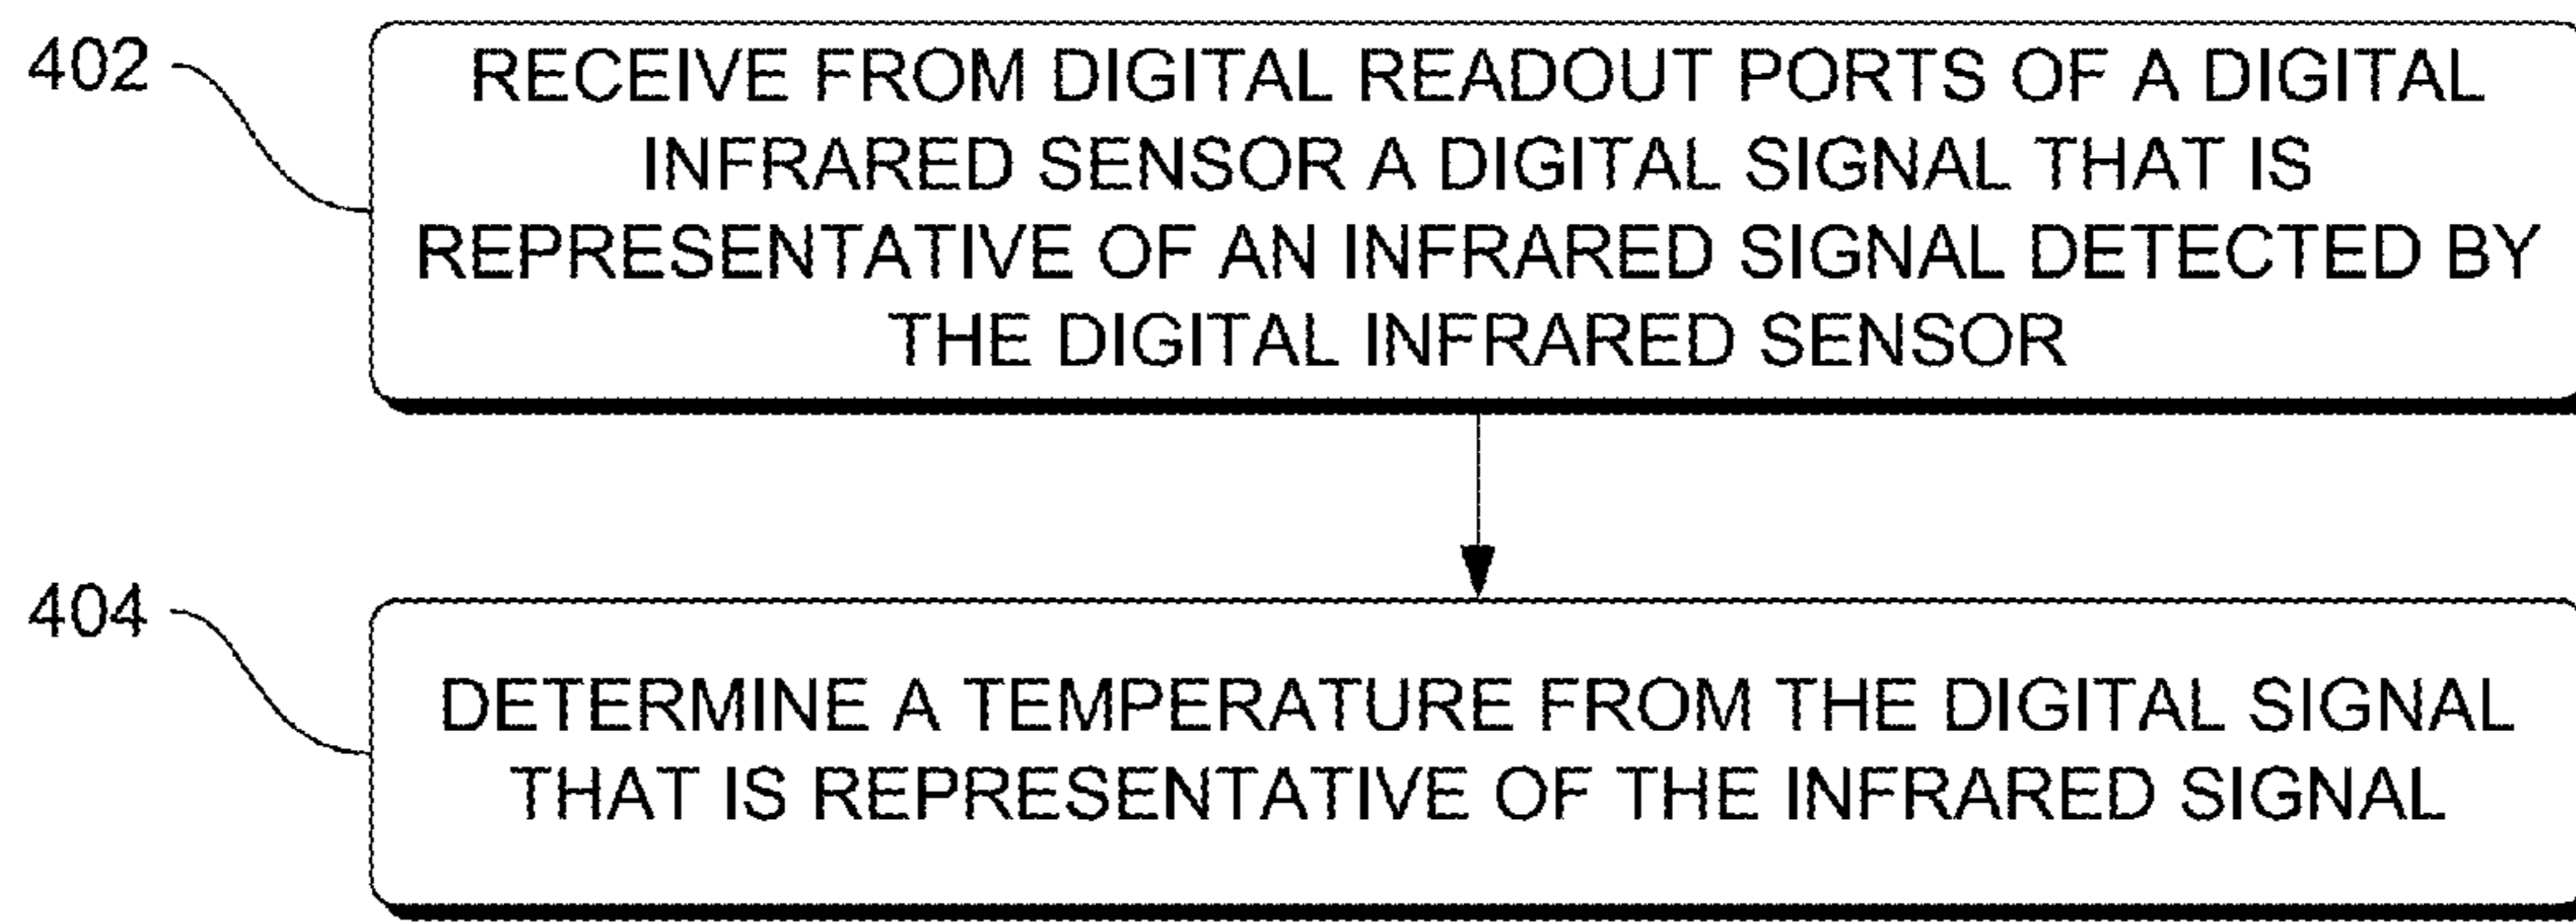 402
RECEIVE FROM DIGITAL READOUT PORTS OF A DIGITAL
INFRARED SENSOR A DIGITAL SIGNAL THAT IS
REPRESENTATIVE OF AN INFRARED SIGNAL DETECTED BY
THE DIGITAL INFRARED SENSOR
404
DETERMINE A TEMPERATURE FROM THE DIGITAL SIGNAL
THAT IS REPRESENTATIVE OF THE INFRARED SIGNAL